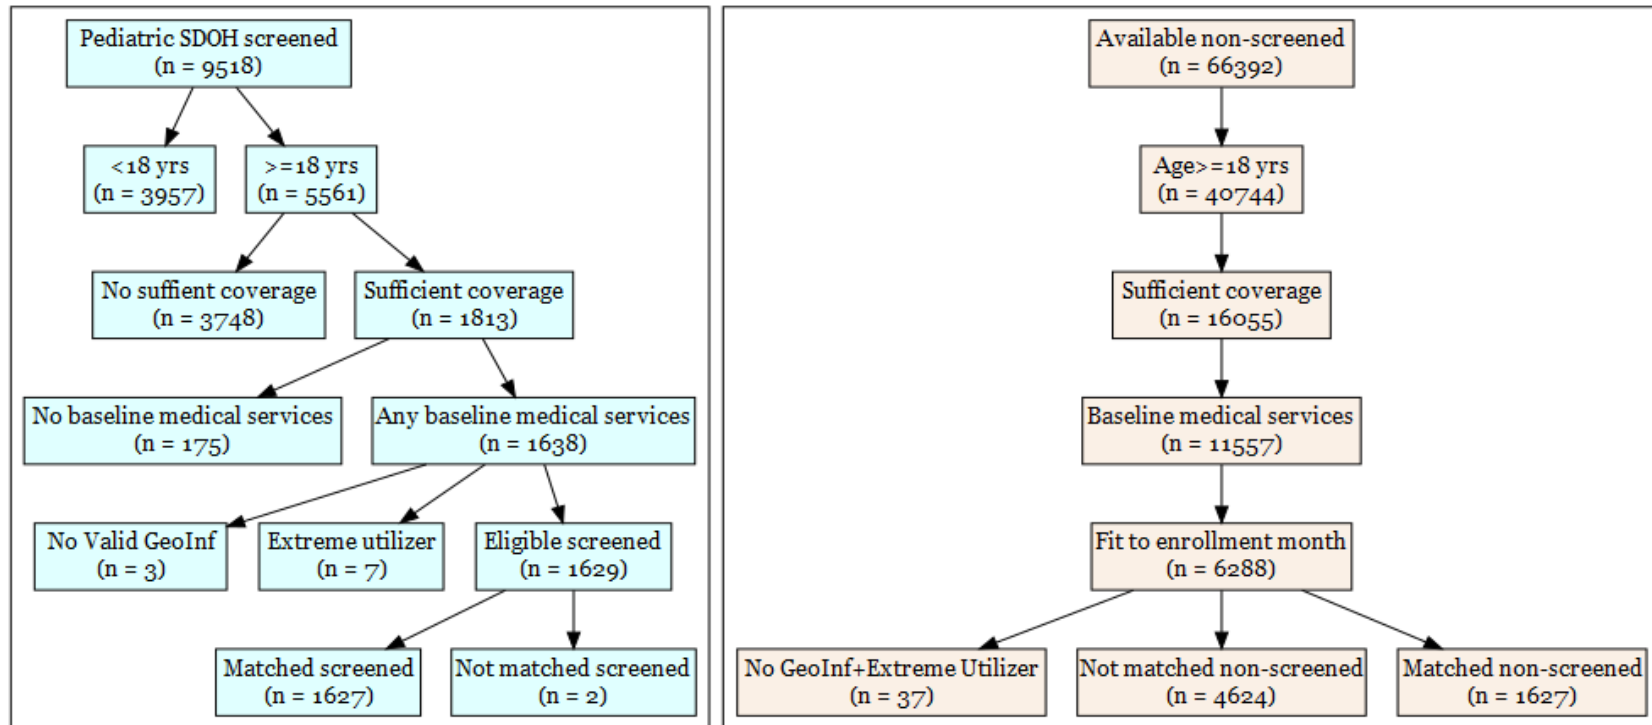 Pediatric SDOH screened
(n = 9518)
<18 yrs
(n = 3957)
>=18 yrs
(n = 5561)
No suffient coverage
(n = 3748)
Sufficient coverage
(n = 1813)
No baseline medical services
(n = 175)
Any baseline medical services
(n = 1638)
No Valid GeoInf
(n = 3)
Extreme utilizer
(n = 7)
Eligible screened
(n = 1629)
Matched screened
(n = 1627)
Not matched screened
(n = 2)
Available non-screened
(n = 66392)
Age>=18 yrs
(n = 40744)
Sufficient coverage
(n = 16055)
Baseline medical services
(n = 11557)
Fit to enrollment month
(n = 6288)
No GeoInf+Extreme Utilizer
(n = 37)
Not matched non-screened
(n = 4624)
Matched non-screened
(n = 1627)